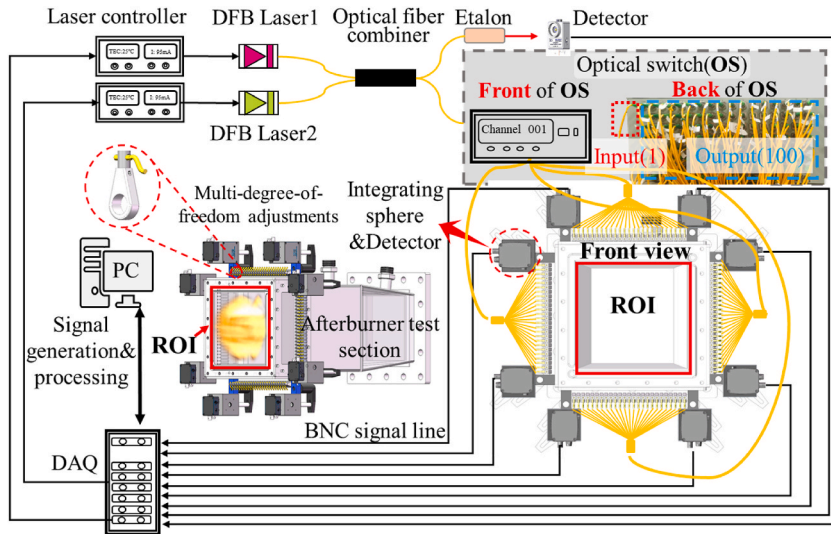 Laser controller
DFB Laser1
Optical fiber
combiner
Etalon
Detector
TEC:25℃
I: 95mA
TEC:25℃
I: 95mA
DFB Laser2
Optical switch(OS)
Front of OS
Back of OS
Channel 001
Input(1)
Output(100)
Multi-degree-of-
freedom adjustments
Integrating
sphere
&Detector
Front view
ROI
PC
Signal
generation&
processing
ROI
Afterburner test
section
BNC signal line
DAQ